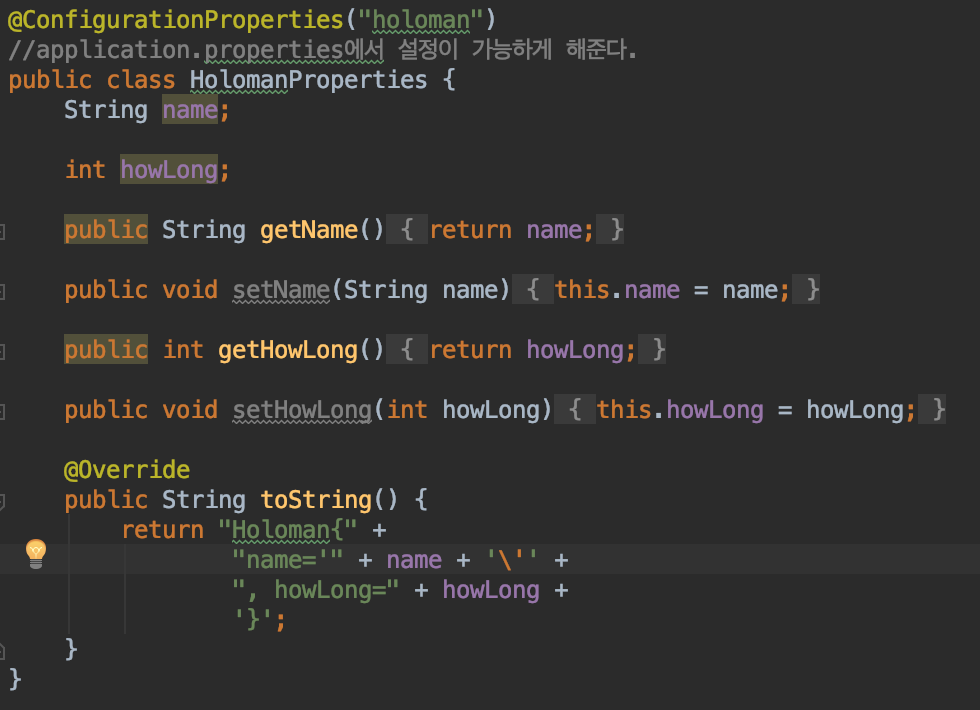 @ConfigurationProperties("holoman")
//application.properties에서 설정이 가능하게 해준다.
public class HolomanProperties {
    String name;
    int howLong;
    public String getName() { return name; }
    public void setName(String name) { this.name = name; }
    public int getHowLong() { return howLong; }
    public void setHowLong(int howLong) { this.howLong = howLong; }
    @Override
    public String toString() {
        return "Holoman{" +
                "name='" + name + '\'' +
                ", howLong=" + howLong +
                '}';
    }
}